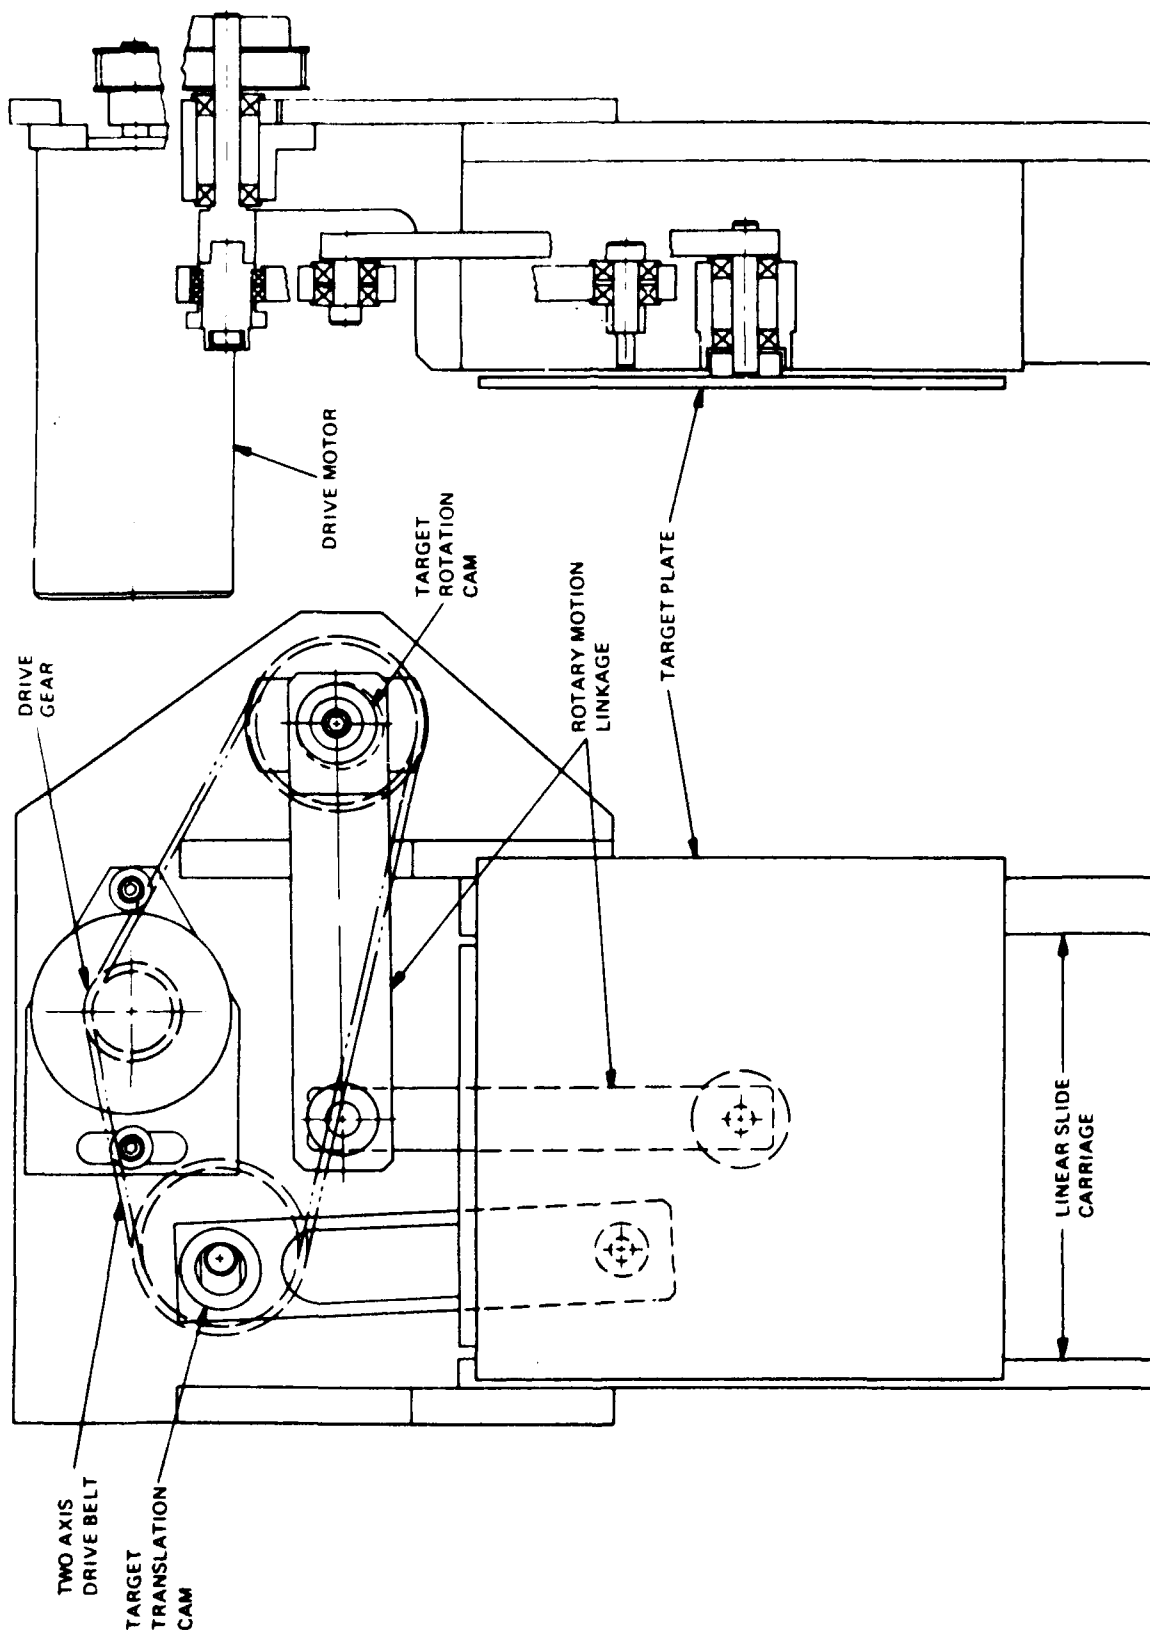 TWO AXIS
DRIVE BELT
TARGET
TRANSLATION
CAM
DRIVE
GEAR
TARGET
ROTATION
CAM
ROTARY MOTION
LINKAGE
DRIVE MOTOR
TARGET PLATE
LINEAR SLIDE
CARRIAGE